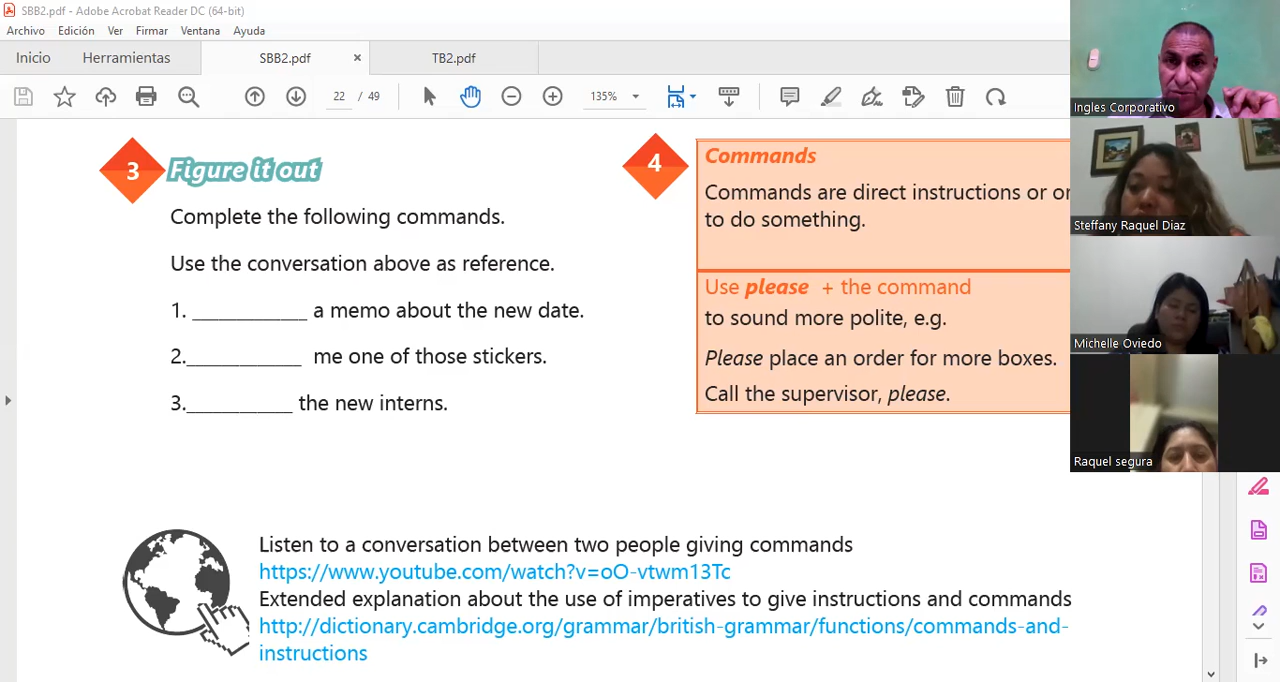 SBB2.pdf - Adobe Acrobat Reader DC (64-bit)
Archivo Edición Ver Firmar Ventana Ayuda
Inicio Herramientas SBB2.pdf × TB2.pdf
22 / 49 135%
3 Figure it out
Complete the following commands.
Use the conversation above as reference.
1. ____________ a memo about the new date.
2.____________ me one of those stickers.
3.___________ the new interns.
4 Commands
Commands are direct instructions or or
to do something.
Use please + the command
to sound more polite, e.g.
Please place an order for more boxes.
Call the supervisor, please.
Listen to a conversation between two people giving commands
https://www.youtube.com/watch?v=oO-vtwm13Tc
Extended explanation about the use of imperatives to give instructions and commands
http://dictionary.cambridge.org/grammar/british-grammar/functions/commands-and-
instructions
Ingles Corporativo
Steffany Raquel Diaz
Michelle Oviedo
Raquel segura